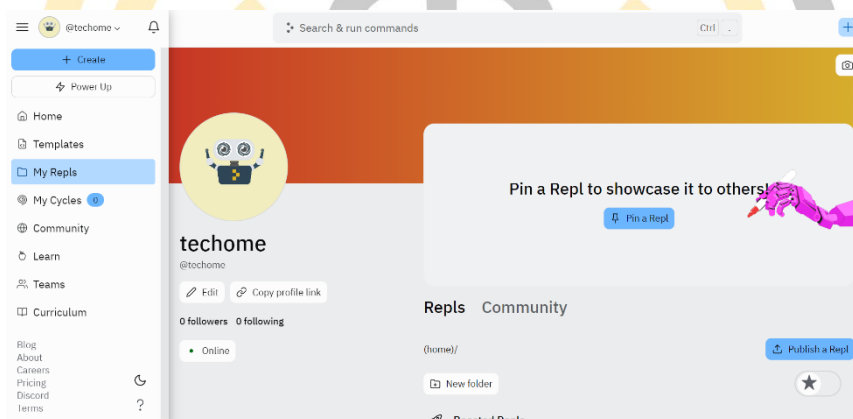 @techome
Search & run commands
Ctrl .
+ Create
Power Up
Home
Templates
My Repls
My Cycles 0
Community
Learn
Teams
Curriculum
Blog
About
Careers
Pricing
Discord
Terms
?
Pin a Repl to showcase it to others!
Pin a Repl
techome
@techome
Edit
Copy profile link
0 followers 0 following
Online
Repls Community
(home)/
Publish a Repl
New folder